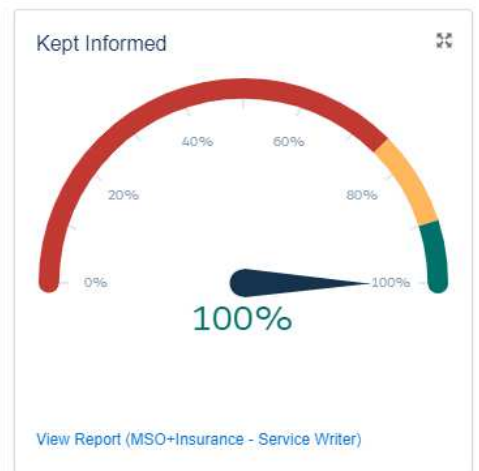 Kept Informed
40% 60%
20% 80%
0% 100%
100%
View Report (MSO+Insurance - Service Writer)